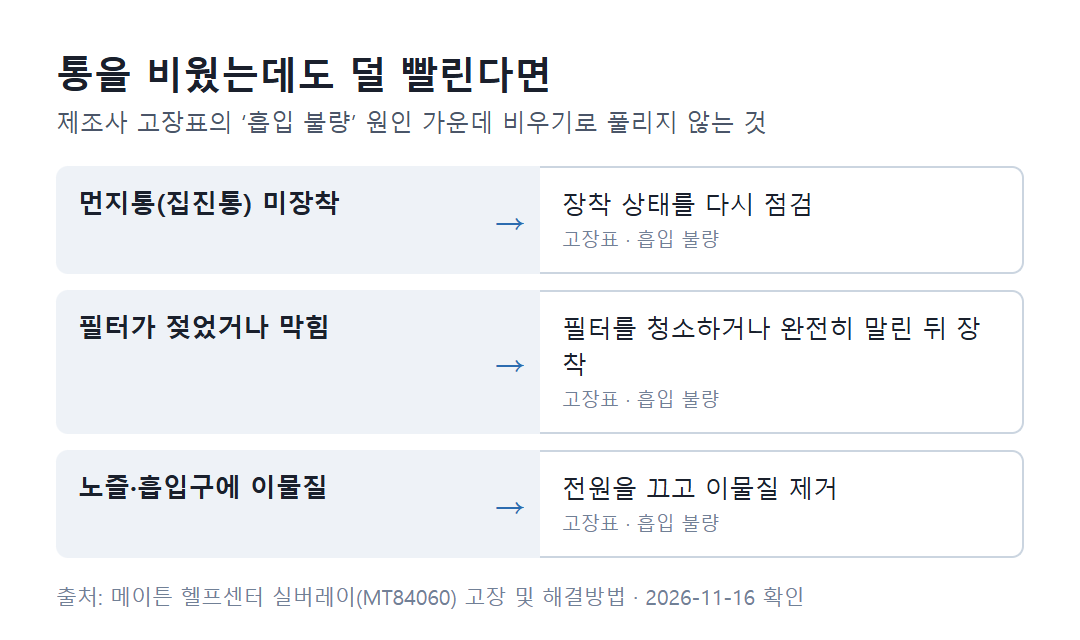 통을 비웠는데도 덜 빨린다면
제조사 고장표의 ‘흡입 불량’ 원인 가운데 비우기로 풀리지 않는 것
먼지통(집진통) 미장착
→
장착 상태를 다시 점검
고장표 · 흡입 불량
필터가 젖었거나 막힘
→
필터를 청소하거나 완전히 말린 뒤 장
착
고장표 · 흡입 불량
노즐·흡입구에 이물질
→
전원을 끄고 이물질 제거
고장표 · 흡입 불량
출처: 메이튼 헬프센터 실버레이(MT84060) 고장 및 해결방법 · 2026-11-16 확인